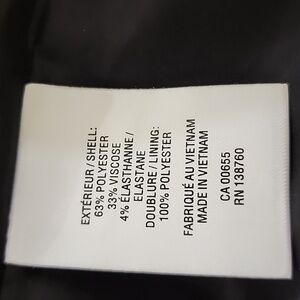 EXTÉRIEUR / SHELL:
63% POLYESTER
33% VISCOSE
4% ÉLASTHANNE /
ELASTANE
DOUBLURE / LINING:
100% POLYESTER
FABRIQUÉ AU VIETNAM
MADE IN VIETNAM
CA 00655
RN 138760